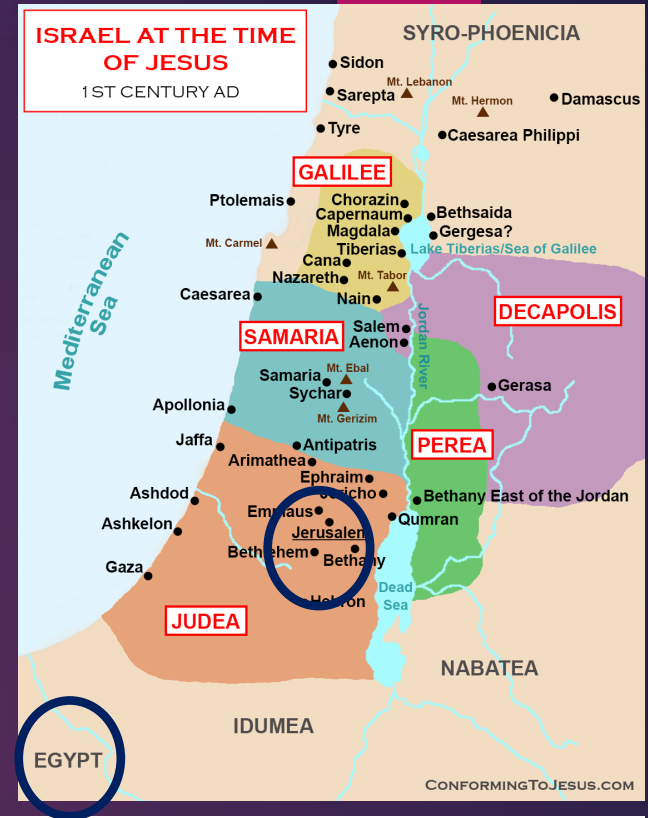 ISRAEL AT THE TIME
OF JESUS
1ST CENTURY AD
SYRO-PHOENICIA
Sidon
Mt. Lebanon
Sarepta
Mt. Hermon
Damascus
Tyre
Caesarea Philippi
GALILEE
Ptolemais
Chorazin
Capernaum
Bethsaida
Magdala
Gergesa?
Mt. Carmel
Tiberias
Lake Tiberias/Sea of Galilee
Cana
Nazareth
Mt. Tabor
Caesarea
Nain
Mediterranean
Sea
DECAPOLIS
SAMARIA
Salem
Aenon
Jordan River
Mt. Ebal
Samaria
Sychar
Gerasa
Mt. Gerizim
Apollonia
Jaffa
Antipatris
PEREA
Arimathea
Ephraim
Jericho
Ashdod
Bethany East of the Jordan
Emmaus
Qumran
Ashkelon
Jerusalem
Bethlehem
Bethany
Gaza
Dead
Sea
Hebron
JUDEA
NABATEA
IDUMEA
EGYPT
CONFORMINGTOJESUS.COM